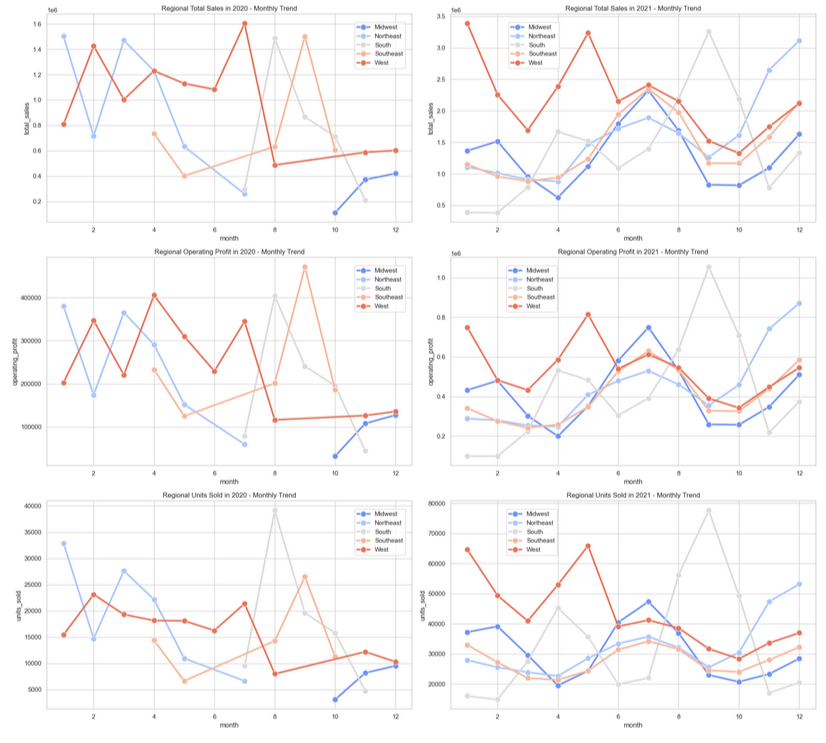 Regional Total Sales in 2020 - Monthly Trend
1e6
1.6
1.4
1.2
1.0
0.8
0.6
0.4
0.2
total_sales
2 4 6 8 10 12
month
Midwest
Northeast
South
Southeast
West
Regional Total Sales in 2021 - Monthly Trend
1e6
3.5
3.0
2.5
2.0
1.5
1.0
0.5
total_sales
2 4 6 8 10 12
month
Midwest
Northeast
South
Southeast
West
Regional Operating Profit in 2020 - Monthly Trend
400000
300000
200000
100000
operating_profit
2 4 6 8 10 12
month
Midwest
Northeast
South
Southeast
West
Regional Operating Profit in 2021 - Monthly Trend
1e6
1.0
0.8
0.6
0.4
0.2
operating_profit
2 4 6 8 10 12
month
Midwest
Northeast
South
Southeast
West
Regional Units Sold in 2020 - Monthly Trend
40000
35000
30000
25000
20000
15000
10000
5000
units_sold
2 4 6 8 10 12
month
Midwest
Northeast
South
Southeast
West
Regional Units Sold in 2021 - Monthly Trend
80000
70000
60000
50000
40000
30000
20000
units_sold
2 4 6 8 10 12
month
Midwest
Northeast
South
Southeast
West